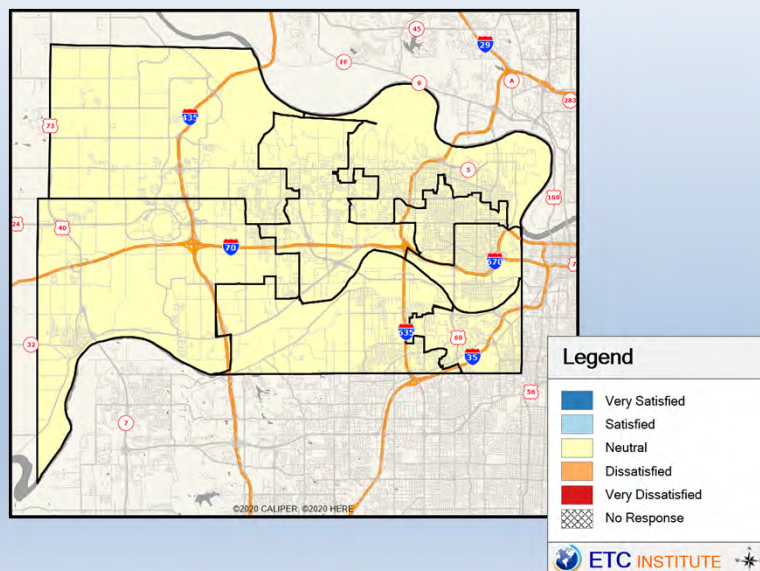 45
29
FF
A
9
283
435
73
5
169
24
40
70
670
7
635
69
32
35
56
7
©2020 CALIPER; ©2020 HERE
Legend
Very Satisfied
Satisfied
Neutral
Dissatisfied
Very Dissatisfied
No Response
ETC INSTITUTE
N
W
E
S